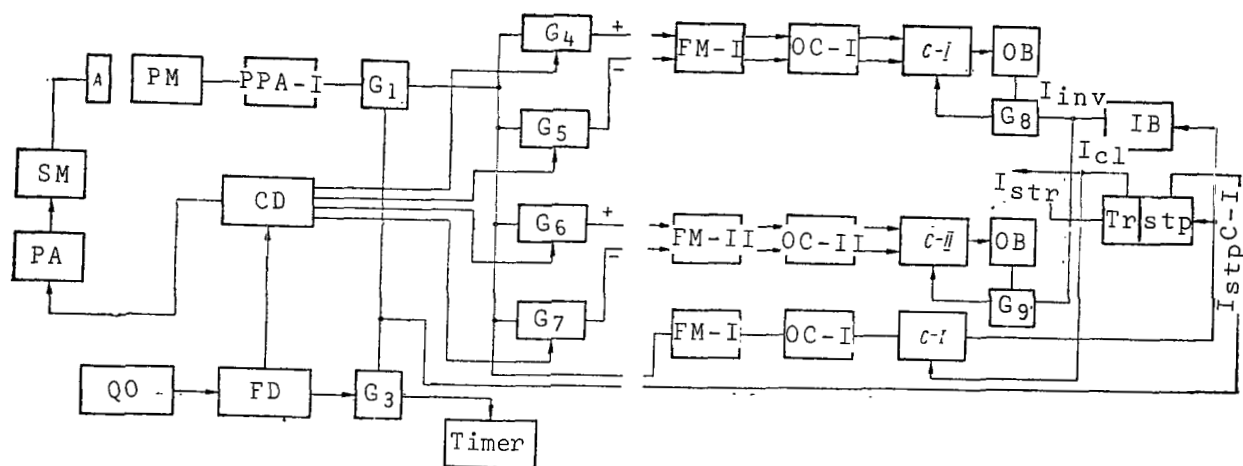 G4
+
−
A
PM
PPA-I
G1
FM-I
OC-I
C-I
OB
Iinv
G8
IB
G5
Icl
SM
CD
Istr
Tr
stp
G6
+
−
FM-II
OC-II
C-II
OB
PA
IstpC-I
G7
G9
FM-I
OC-I
C-I
QO
FD
G3
Timer